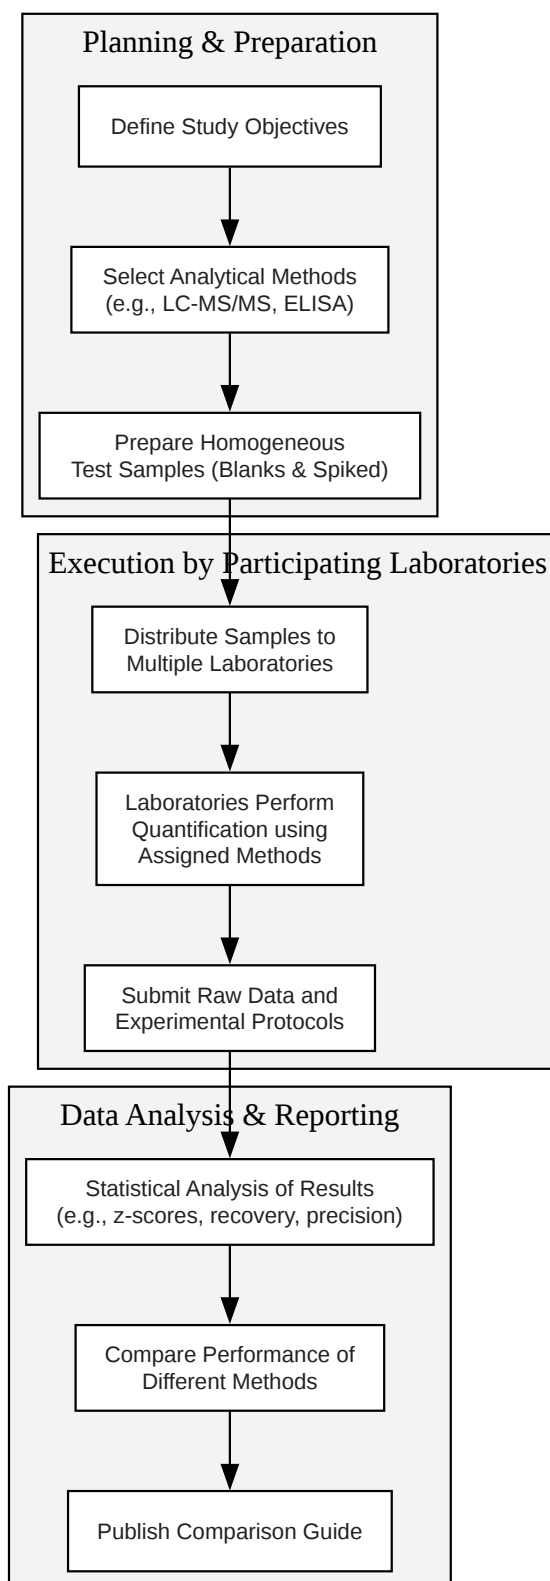 Planning & Preparation
Define Study Objectives
Select Analytical Methods
(e.g., LC-MS/MS, ELISA)
Prepare Homogeneous
Test Samples (Blanks & Spiked)
Execution by Participating Laboratories
Distribute Samples to
Multiple Laboratories
Laboratories Perform
Quantification using
Assigned Methods
Submit Raw Data and
Experimental Protocols
Data Analysis & Reporting
Statistical Analysis of Results
(e.g., z-scores, recovery, precision)
Compare Performance of
Different Methods
Publish Comparison Guide